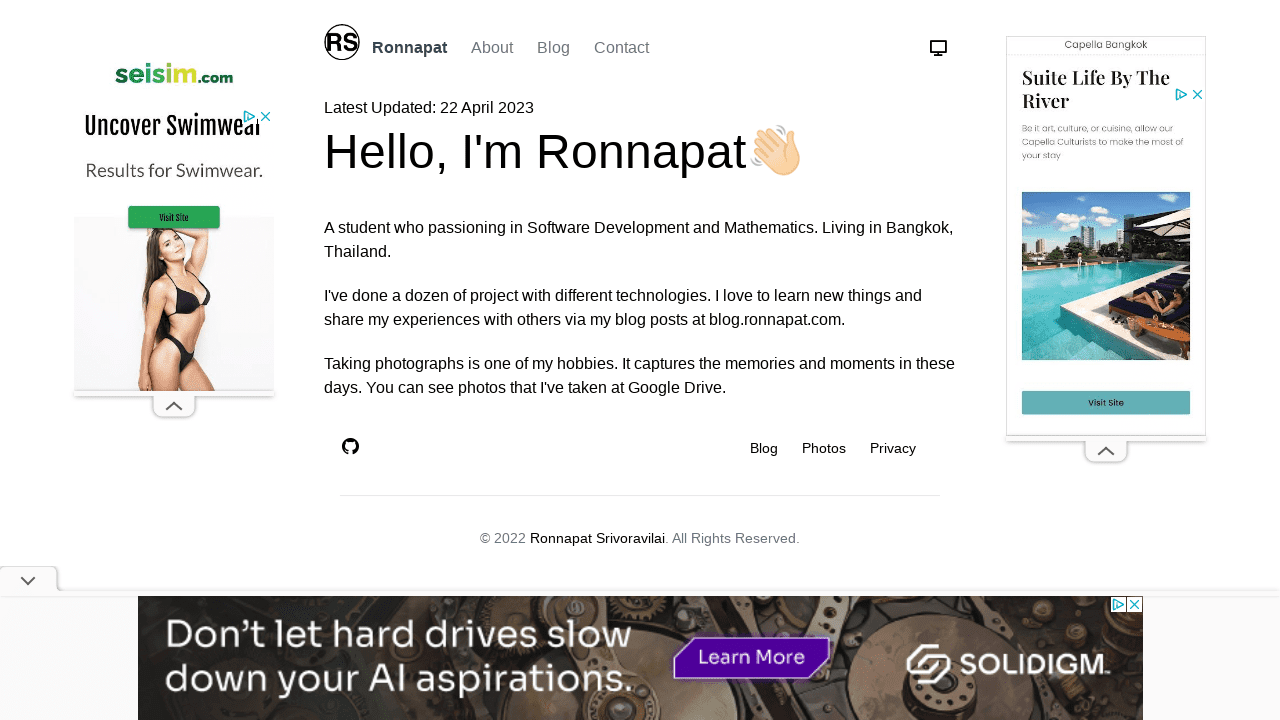 RS
Ronnapat About Blog Contact
Latest Updated: 22 April 2023
Hello, I'm Ronnapat
A student who passioning in Software Development and Mathematics. Living in Bangkok,
Thailand.
I've done a dozen of project with different technologies. I love to learn new things and
share my experiences with others via my blog posts at blog.ronnapat.com.
Taking photographs is one of my hobbies. It captures the memories and moments in these
days. You can see photos that I've taken at Google Drive.
Blog Photos Privacy
© 2022 Ronnapat Srivoravilai. All Rights Reserved.
seisim.com
Uncover Swimwear
Results for Swimwear.
Visit Site
Capella Bangkok
Suite Life By The
River
Be it art, culture, or cuisine, allow our
Capella Culturists to make the most of
your stay
Visit Site
Don't let hard drives slow
down your AI aspirations.
Learn More
SOLIDIGM